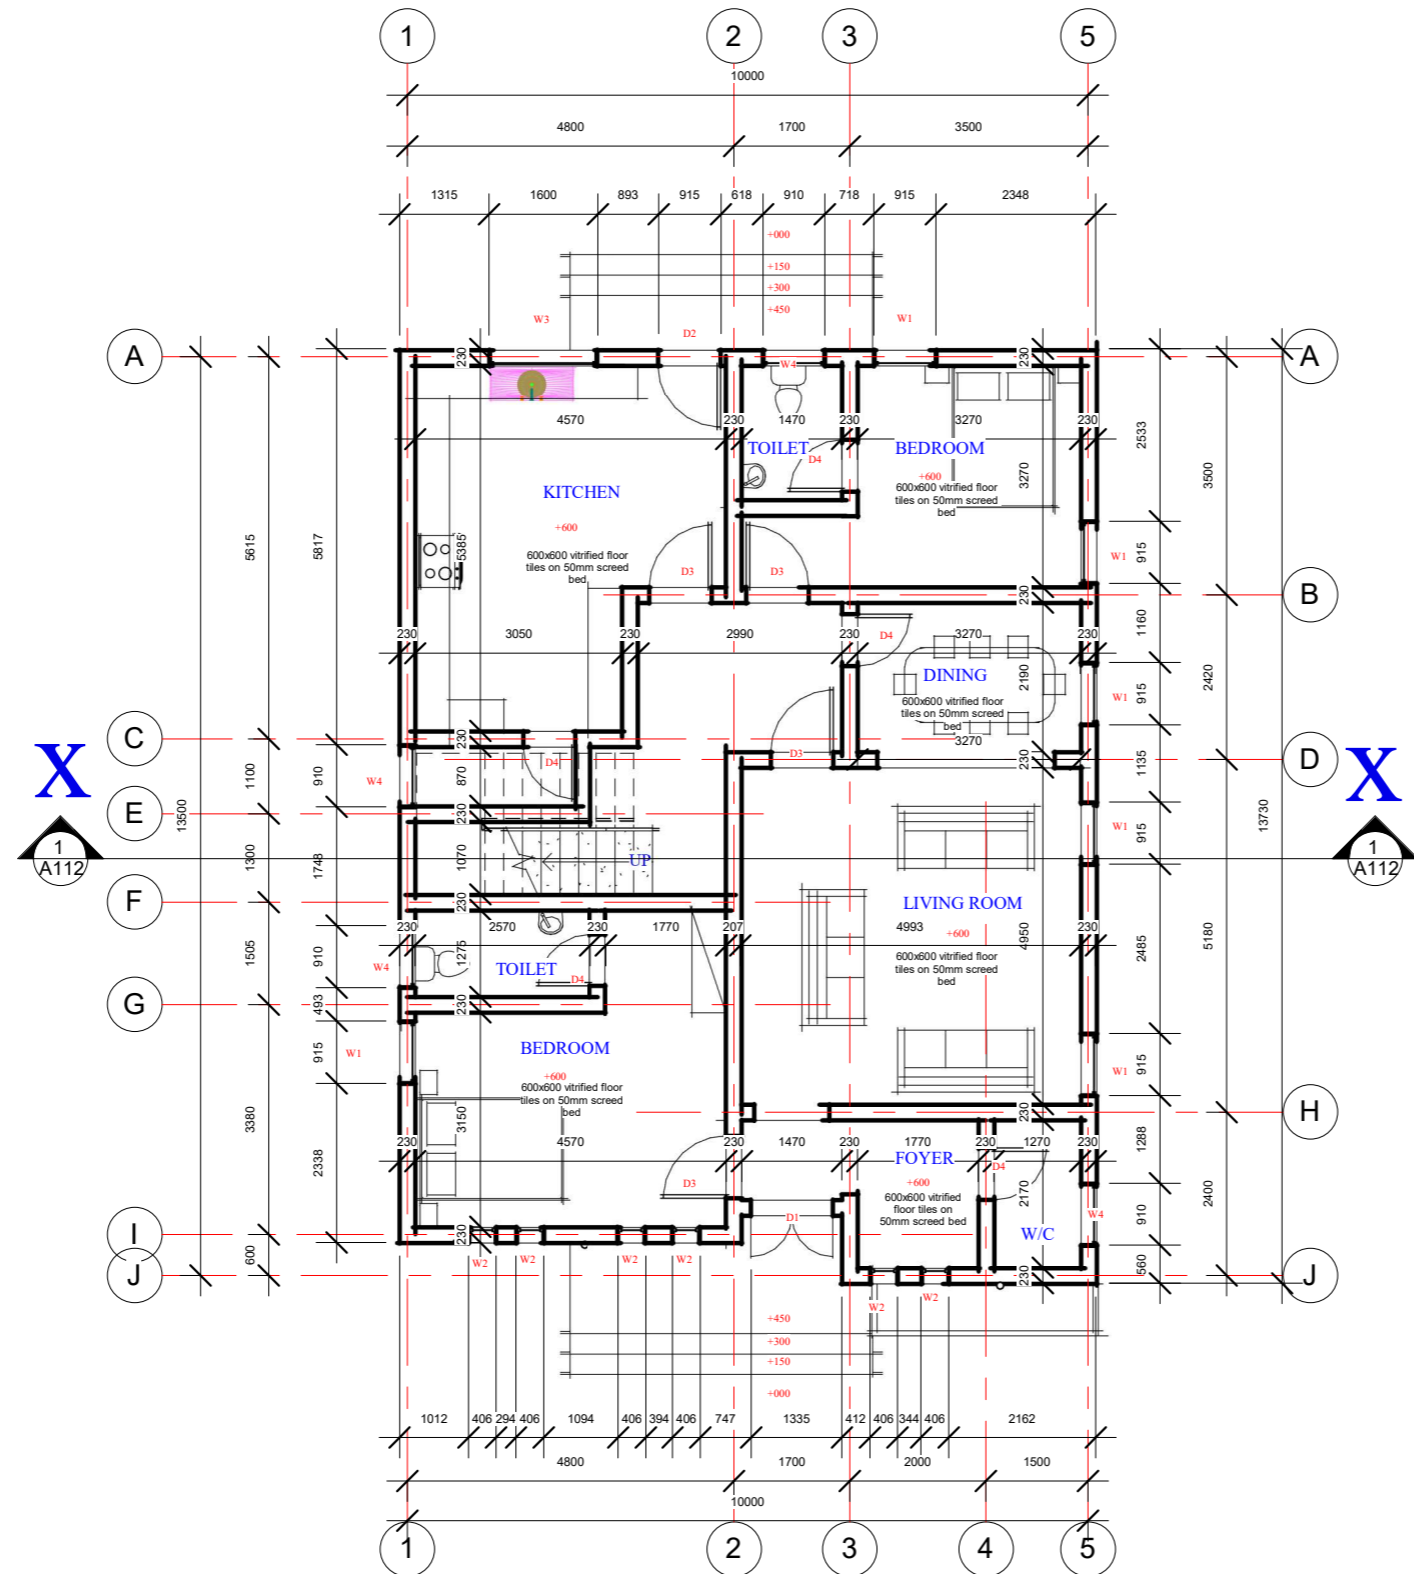 1 2 3 5
10000
4800 1700 3500
1315 1600 893 915 618 910 718 915 2348
+000
+150
+300
+450
W3 D2 W1
A A
230 W4 230
4570 230 1470 230 3270 230
TOILET BEDROOM
D4
+600
600x600 vitrified floor
tiles on 50mm screed
bed
3270
2533
3500
KITCHEN
+600
600x600 vitrified floor
tiles on 50mm screed
bed
5385
5615
5817
D3 D3
W1
915
230
B
230 3050 230 2990 230 3270 230
D4
1160
DINING
600x600 vitrified floor
tiles on 50mm screed
bed
2190
3270
W1
915
2420
C
230
D3
230
D
1135
X X
1100
910
W4
D4
870
13500
13730
E
230
W1
915
1
A112
1
A112
1300
1748
1070
UP
F
230
LIVING ROOM
230 2570 230 1770 207 4993 230
+600
600x600 vitrified floor
tiles on 50mm screed
bed
4950
2485
5180
1505
910
W4
1275
TOILET
D4
G
493
230
915
W1
BEDROOM
+600
600x600 vitrified floor
tiles on 50mm screed
bed
3150
W1
915
H
230
3380
2338
230 4570 230 1470 230 1770 230 1270 230
1288
FOYER
D4
+600
600x600 vitrified
floor tiles on
50mm screed bed
2170
2400
D3
D1
W4
910
W/C
I
230
600
J
W2 W2 W2 W2
230
560
J
W2 W2
+450
+300
+150
+000
1012 406 294 406 1094 406 394 406 747 1335 412 406 344 406 2162
4800 1700 2000 1500
10000
1 2 3 4 5